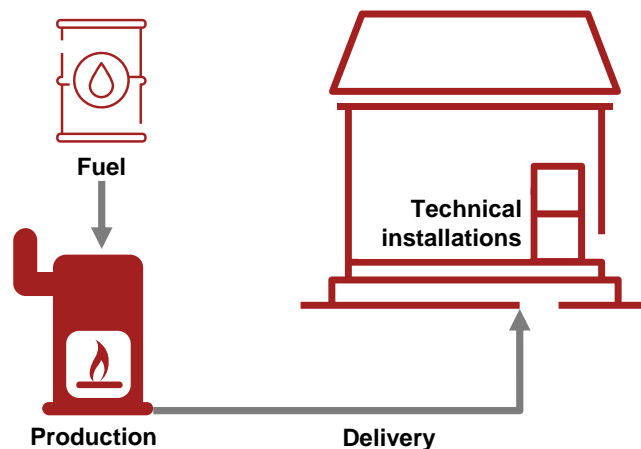 Fuel
Technical
installations
Production
Delivery